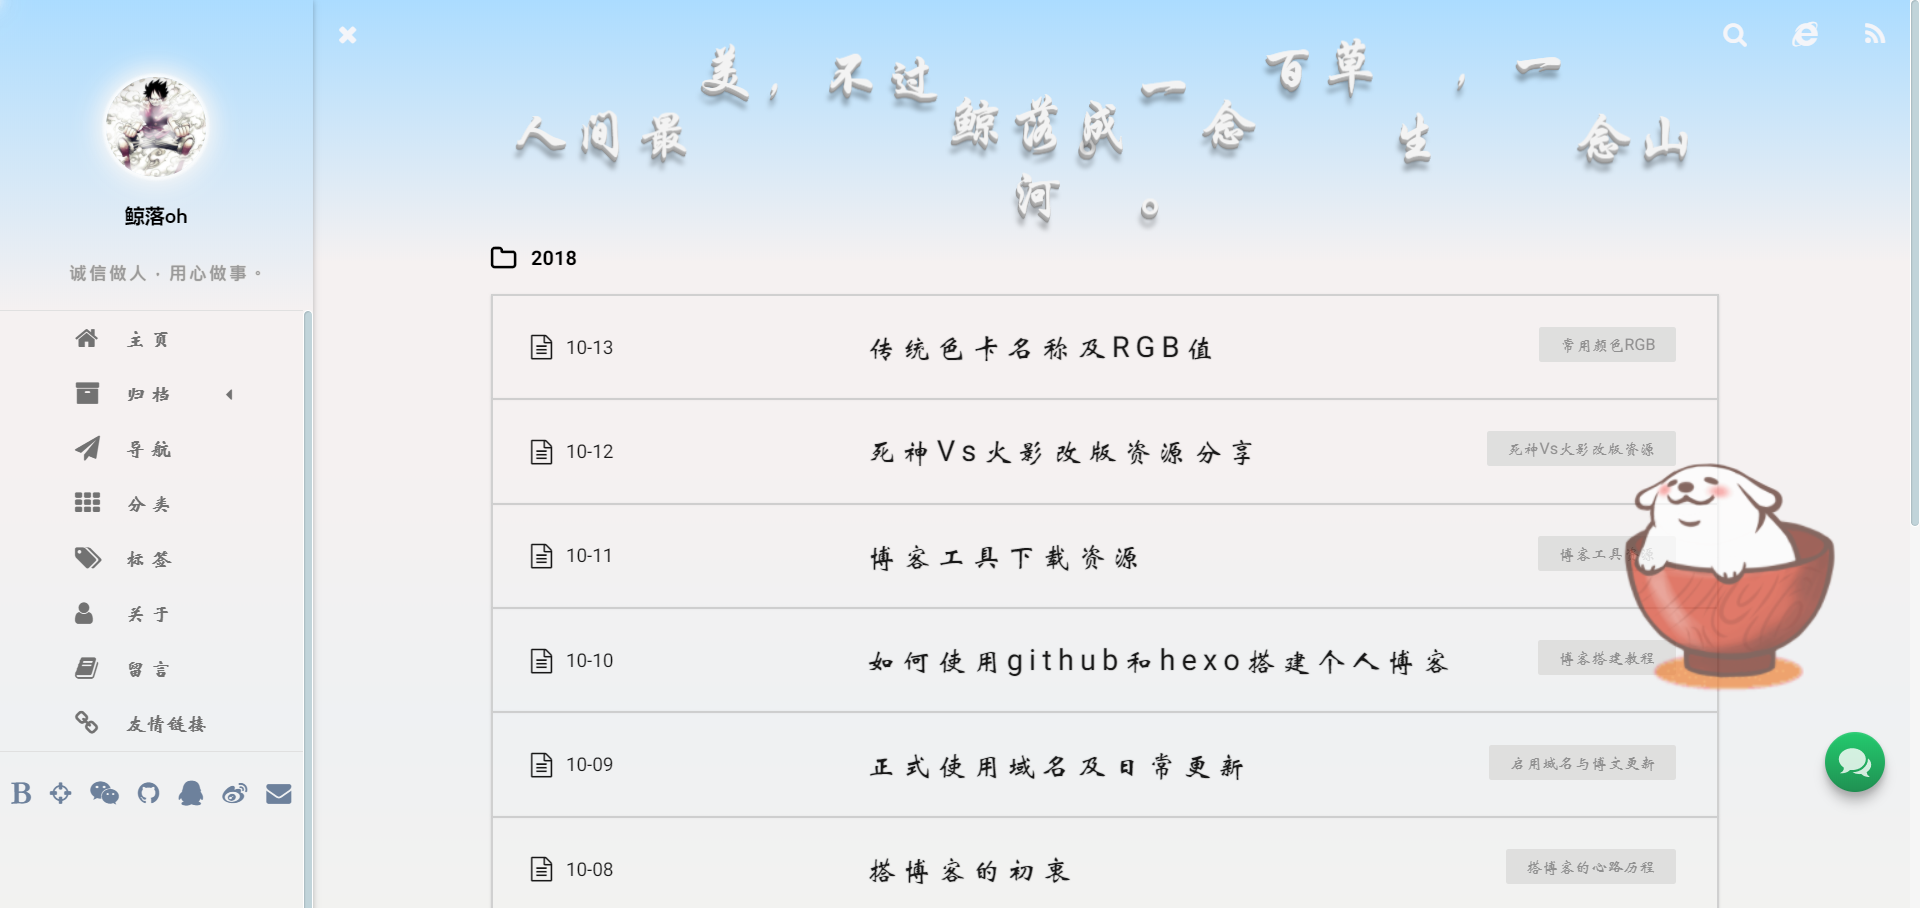 鲸落oh
诚信做人·用心做事。
主页
归档
导航
分类
标签
关于
留言
友情链接
人间最美，不过鲸落成一念百草生，一念山
河。
2018
10-13 传统色卡名称及RGB值 常用颜色RGB
10-12 死神Vs火影改版资源分享 死神Vs火影改版资源
10-11 博客工具下载资源 博客工具资源
10-10 如何使用github和hexo搭建个人博客 博客搭建教程
10-09 正式使用域名及日常更新 启用域名与博文更新
10-08 搭博客的初衷 搭博客的心路历程